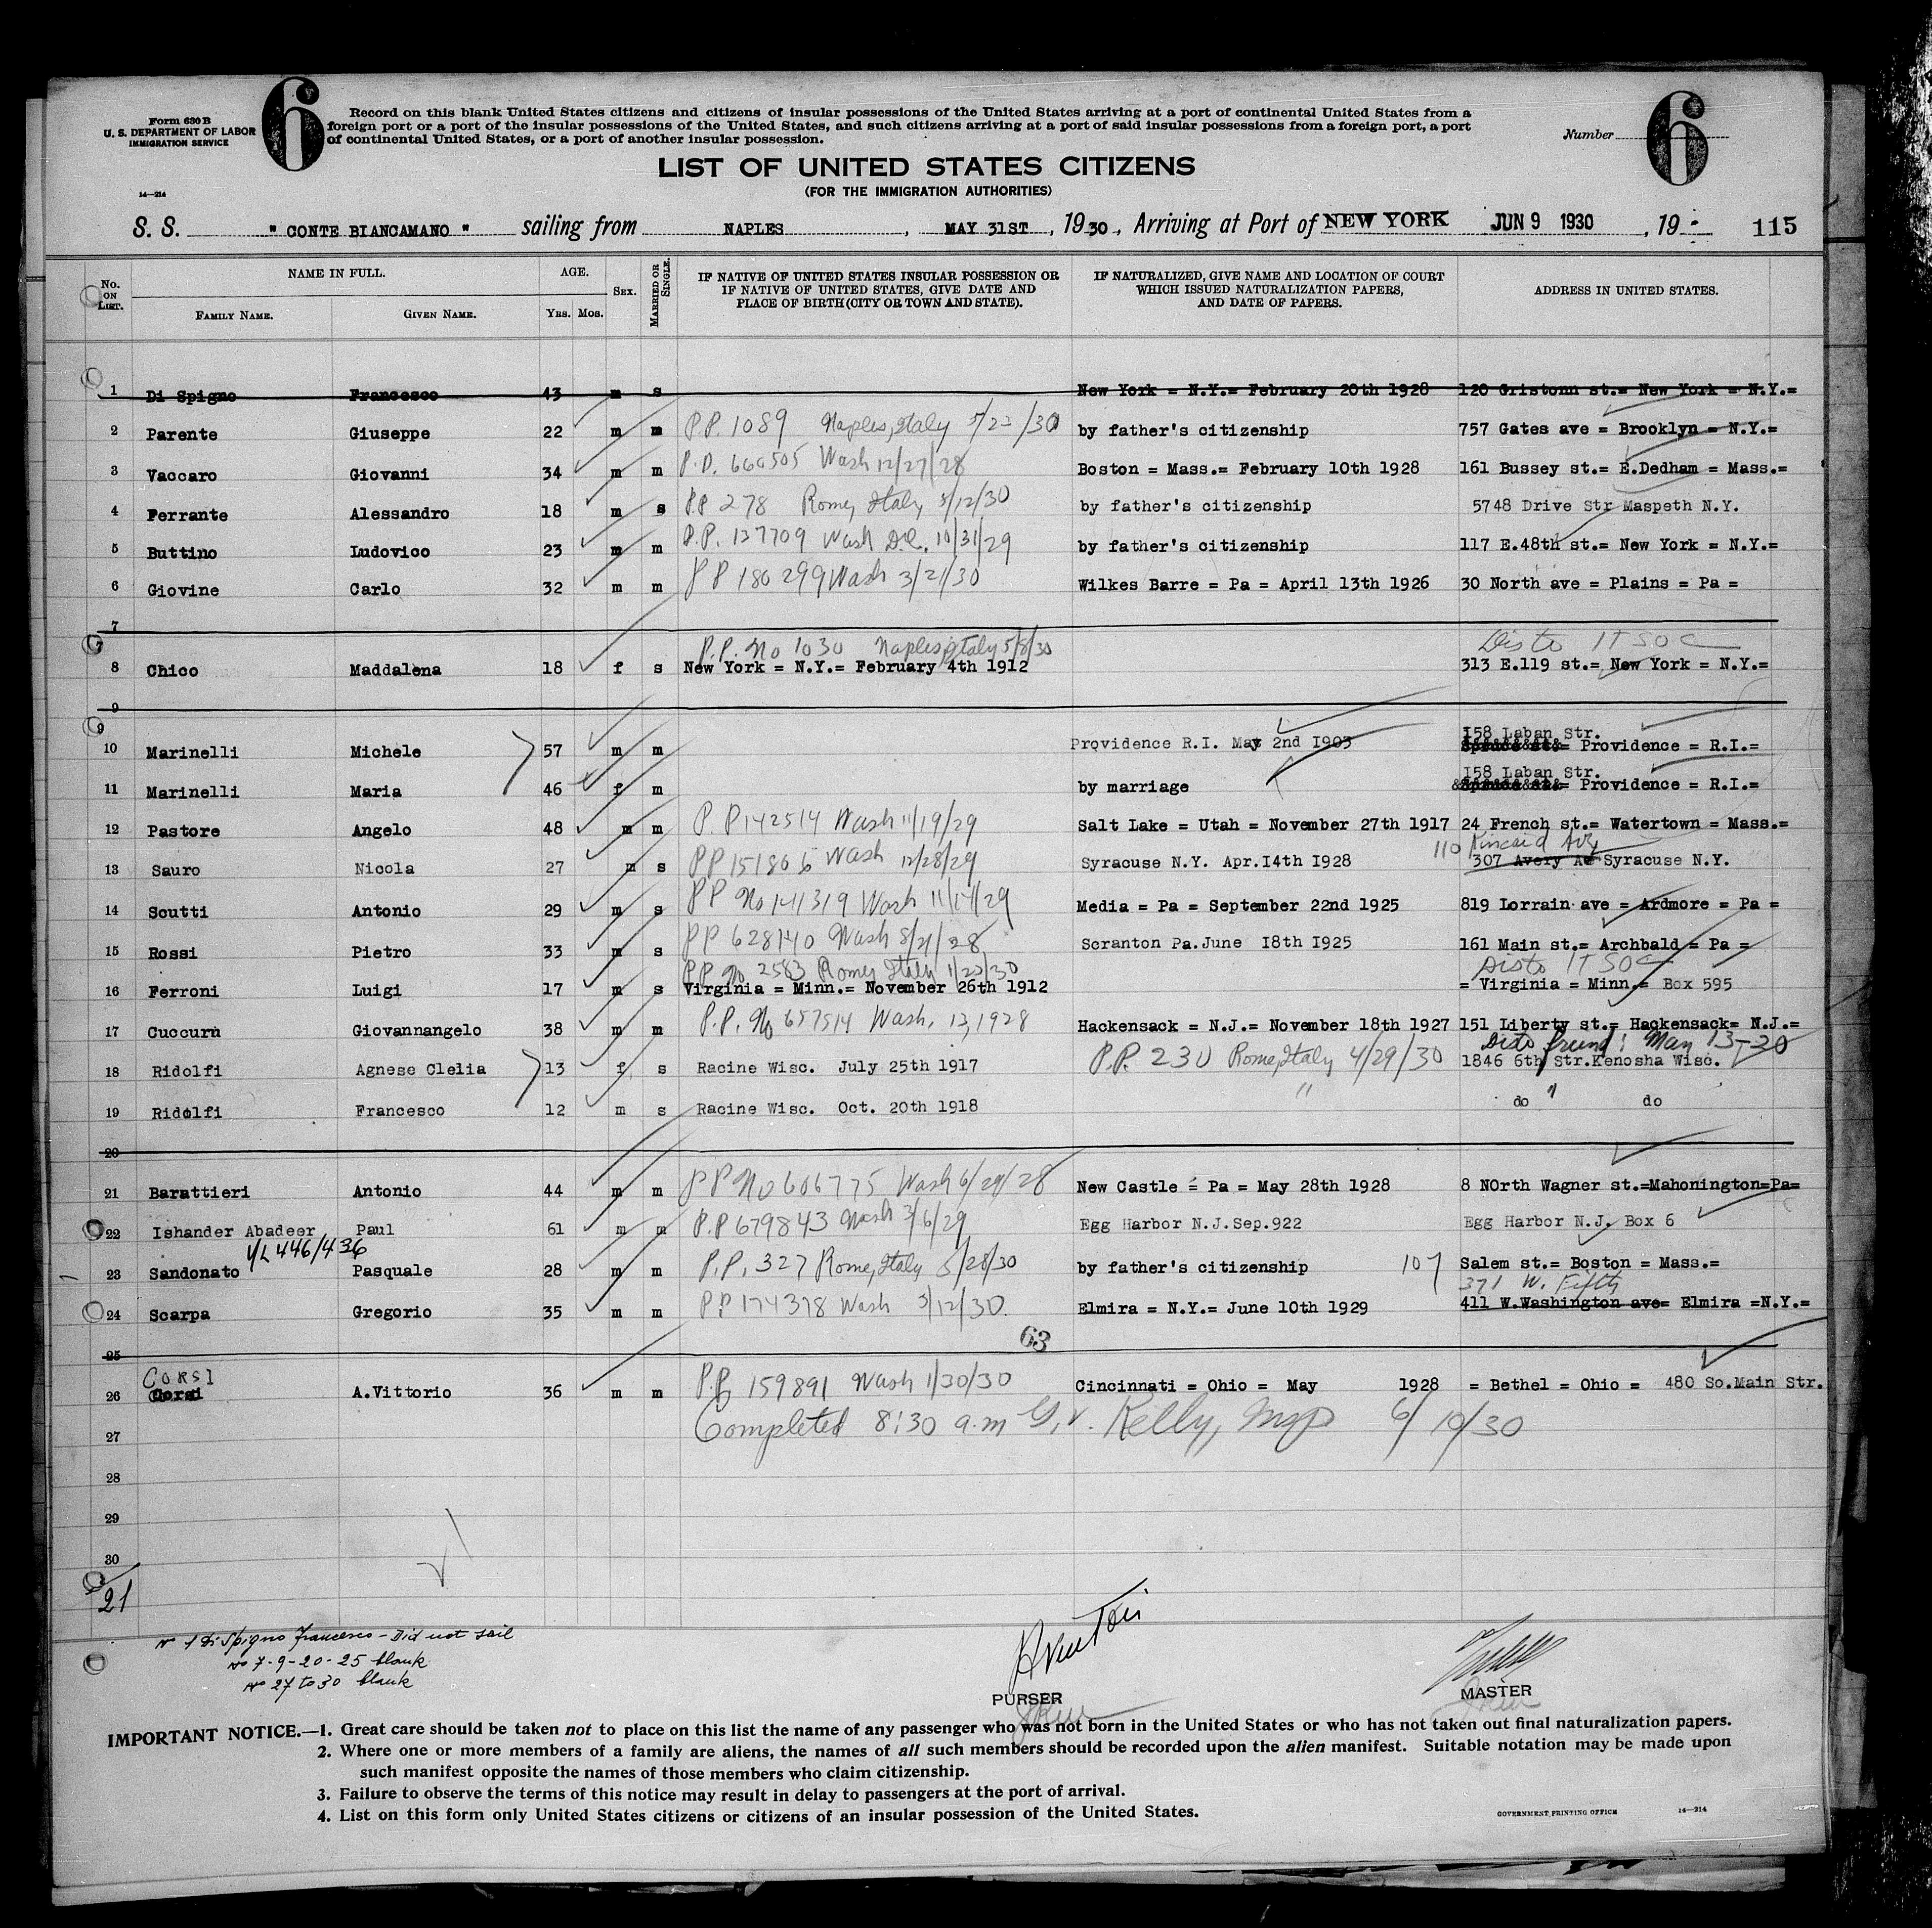 Form 630 B
U. S. DEPARTMENT OF LABOR
IMMIGRATION SERVICE
14—214
6
Record on this blank United States citizens and citizens of insular possessions of the United States arriving at a port of continental United States from a
foreign port or a port of the insular possessions of the United States, and such citizens arriving at a port of said insular possessions from a foreign port, a port
of continental United States, or a port of another insular possession.
Number
6
LIST OF UNITED STATES CITIZENS
(FOR THE IMMIGRATION AUTHORITIES)
S. S. " CONTE BIANCAMANO " sailing from NAPLES, MAY 31ST, 1930, Arriving at Port of NEW YORK JUN 9 1930, 19 115
No. ON LIST. NAME IN FULL. FAMILY NAME. GIVEN NAME. AGE. YRS. MOS. SEX. MARRIED OR SINGLE. IF NATIVE OF UNITED STATES INSULAR POSSESSION OR IF NATIVE OF UNITED STATES, GIVE DATE AND PLACE OF BIRTH (CITY OR TOWN AND STATE). IF NATURALIZED, GIVE NAME AND LOCATION OF COURT WHICH ISSUED NATURALIZATION PAPERS, AND DATE OF PAPERS. ADDRESS IN UNITED STATES.
1 Di Spigno Francesco 43 m s New York = N.Y.= February 20th 1928 120 Gristonn st.= New York = N.Y.=
2 Parente Giuseppe 22 m m P.P. 1089 Naples, Italy 5/23/30 by father's citizenship 757 Gates ave = Brooklyn = N.Y.=
3 Vaccaro Giovanni 34 m m P.P. 660505 Wash 12/27/28 Boston = Mass.= February 10th 1928 161 Bussey st.= E.Dedham = Mass.=
4 Ferrante Alessandro 18 m s P.P 278 Rome, Italy 5/12/30 by father's citizenship 5748 Drive Str Maspeth N.Y.
5 Buttino Ludovico 23 m m P.P. 137709 Wash D.C. 10/31/29 by father's citizenship 117 E.48th st.= New York = N.Y.=
6 Giovine Carlo 32 m m PP 180299 Wash 3/21/30 Wilkes Barre = Pa = April 13th 1926 30 North ave = Plains = Pa =
7
7 P.P. No 1030 Naples, Italy 5/8/30
8 Chico Maddalena 18 f s New York = N.Y.= February 4th 1912 313 E.119 st.= New York = N.Y.=
9
9 158 Laban Str.
10 Marinelli Michele 57 m m Providence R.I. May 2nd I903 Providence = R.I.=
158 Laban Str.
11 Marinelli Maria 46 f m by marriage Providence = R.I.=
12 Pastore Angelo 48 m m P.P 142514 Wash 11/19/29 Salt Lake = Utah = November 27th 1917 24 French st.= Watertown = Mass.=
110 Kincaid Ave
13 Sauro Nicola 27 m s PP 151806 Wash 12/28/29 Syracuse N.Y. Apr.I4th I928 307 Avery Av Syracuse N.Y.
14 Scutti Antonio 29 m s PP No 141319 Wash 11/14/29 Media = Pa = September 22nd 1925 819 Lorrain ave = Ardmore = Pa =
15 Rossi Pietro 33 m s PP 628140 Wash 8/21/28 Scranton Pa.June I8th I925 161 Main st.= Archbald = Pa =
P.P. No. 2583 Rome, Italy 1/20/30
16 Ferroni Luigi 17 m s Virginia = Minn.= November 26th 1912 = Virginia = Minn.= Box 595
17 Cuccuru Giovannangelo 38 m m P.P. No 657514 Wash. 13, 1928 Hackensack = N.J.= November 18th 1927 151 Liberty st.= Hackensack= N.J.=
18 Ridolfi Agnese Clelia 13 f s Racine Wisc. July 25th 1917 P.P. 230 Rome, Italy 4/29/30 1846 6th Str.Kenosha Wisc.
19 Ridolfi Francesco 12 m s Racine Wisc. Oct. 20th 1918 " do " do
20
21 Barattieri Antonio 44 m m PP No 606775 Wash 6/29/28 New Castle = Pa = May 28th 1928 8 NOrth Wagner st.=Mahonington=Pa=
22 Ishander Abadeer Paul 61 m m P.P 679843 Wash 3/6/29 Egg Harbor N.J.Sep.922 Egg Harbor N.J. Box 6
V/L 446/436
23 Sandonato Pasquale 28 m m P.P. 327 Rome, Italy 5/28/30 by father's citizenship 107 Salem st.= Boston = Mass.=
371 W. Fifth
24 Scarpa Gregorio 35 m m P.P 174378 Wash 3/12/30. Elmira = N.Y.= June 10th 1929 411 W.Washington ave= Elmira =N.Y.=
63
25
CORSI
26 Corsi A.Vittorio 36 m m P.P. 159891 Wash 1/30/30 Cincinnati = Ohio = May 1928 = Bethel = Ohio = 480 So.Main Str.
27 Completed 8:30 a.m G.V. Kelly, Insp 6/10/30
28
29
30
21
No 1 Di Spigno Francesco - Did not sail
No 7-9-20-25 blank
No 27 to 30 blank
PURSER
MASTER
IMPORTANT NOTICE.—1. Great care should be taken not to place on this list the name of any passenger who was not born in the United States or who has not taken out final naturalization papers.
2. Where one or more members of a family are aliens, the names of all such members should be recorded upon the alien manifest. Suitable notation may be made upon
such manifest opposite the names of those members who claim citizenship.
3. Failure to observe the terms of this notice may result in delay to passengers at the port of arrival.
4. List on this form only United States citizens or citizens of an insular possession of the United States.
GOVERNMENT PRINTING OFFICE 14—214